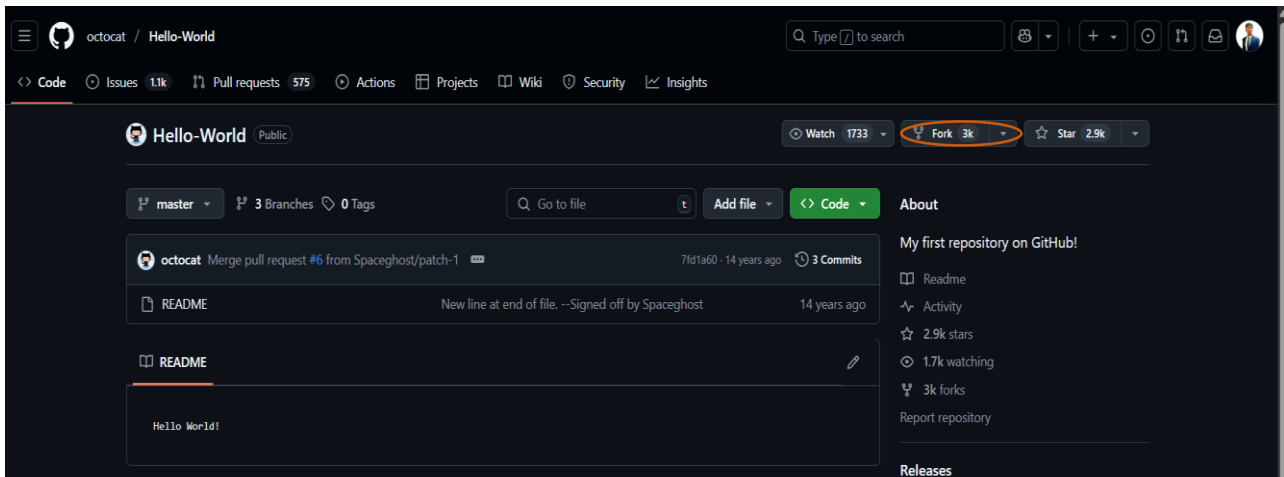 octocat / Hello-World
Type / to search
Code Issues 1.1k Pull requests 575 Actions Projects Wiki Security Insights
Hello-World Public
Watch 1733 Fork 3k Star 2.9k
master 3 Branches 0 Tags Go to file t Add file Code
octocat Merge pull request #6 from Spaceghost/patch-1 7fd1a60 · 14 years ago 3 Commits
README New line at end of file. --Signed off by Spaceghost 14 years ago
README
Hello World!
About
My first repository on GitHub!
Readme
Activity
2.9k stars
1.7k watching
3k forks
Report repository
Releases